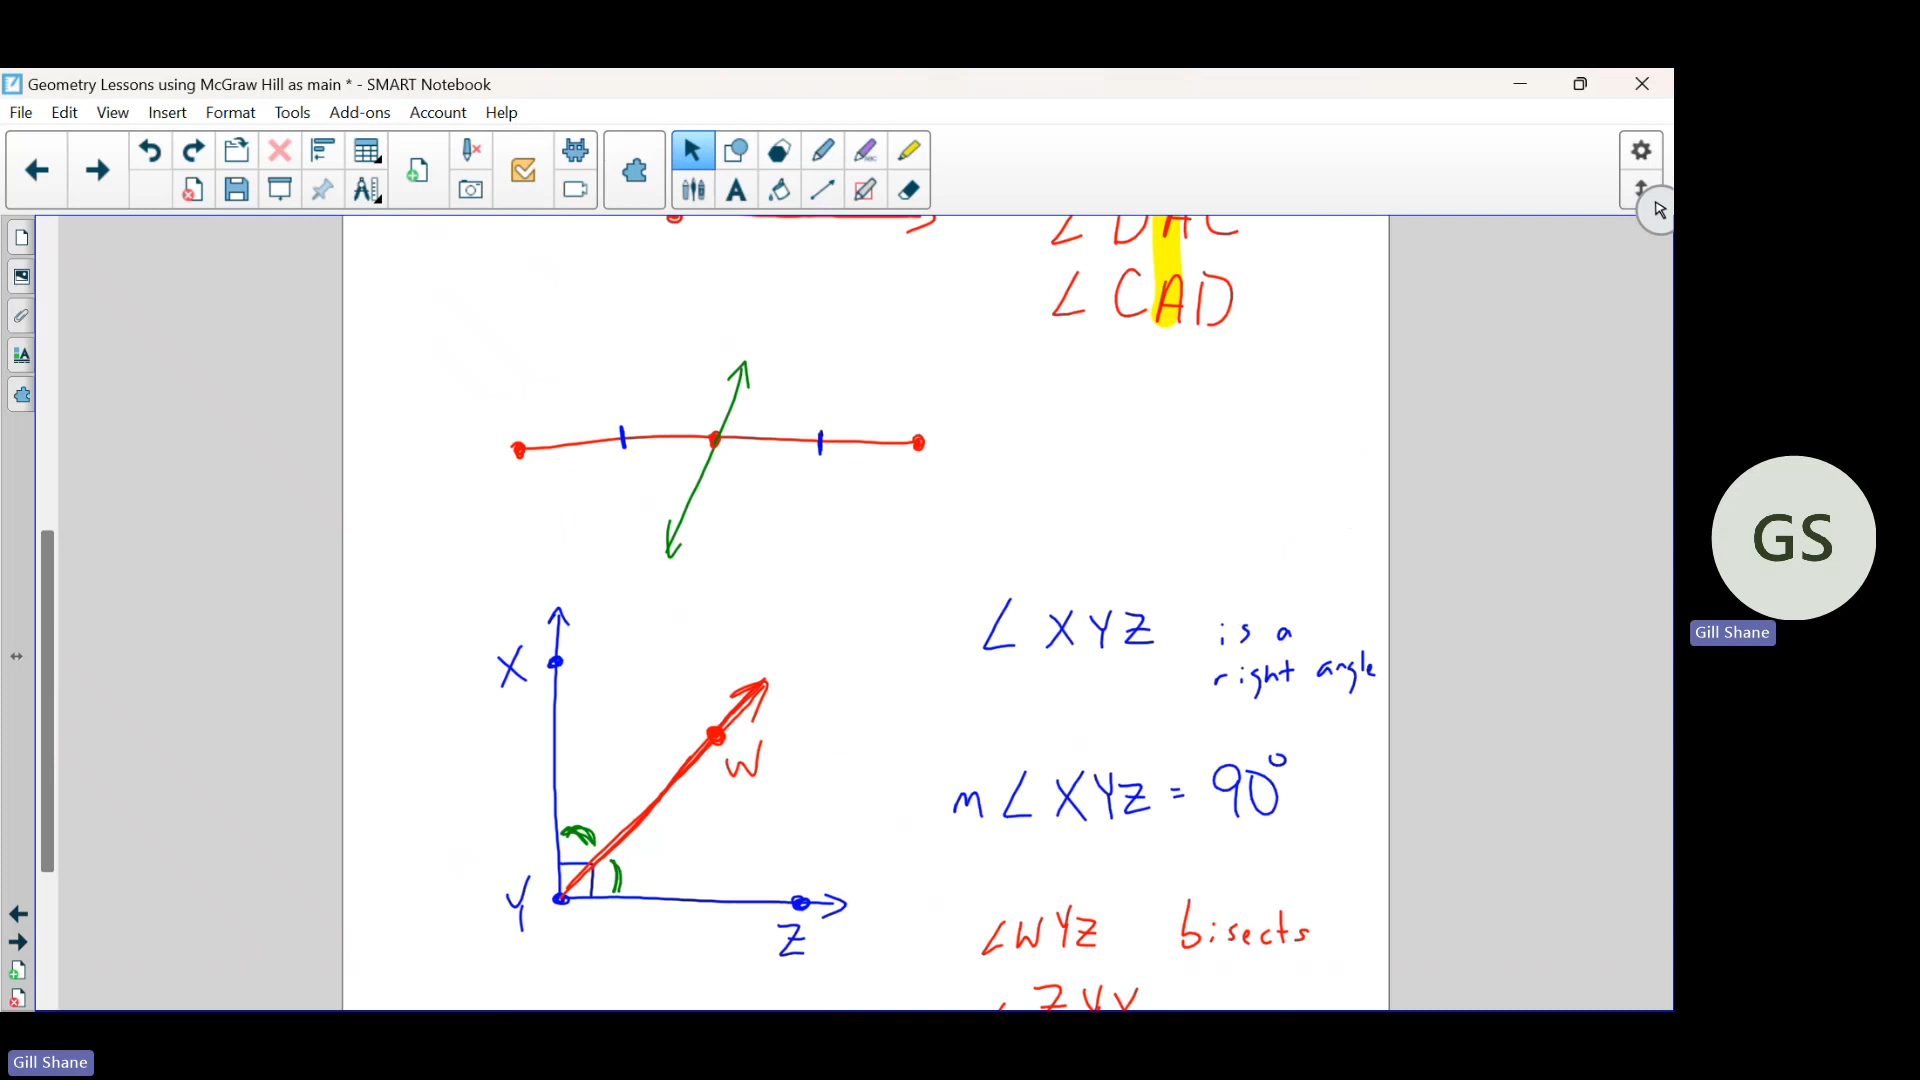 Geometry Lessons using McGraw Hill as main * - SMART Notebook
File Edit View Insert Format Tools Add-ons Account Help
∠ DAC
∠ CAD
∠ XYZ is a
right angle
X
W
m∠ XYZ = 90°
Y
Z
∠WYZ bisects
GS
Gill Shane
Gill Shane